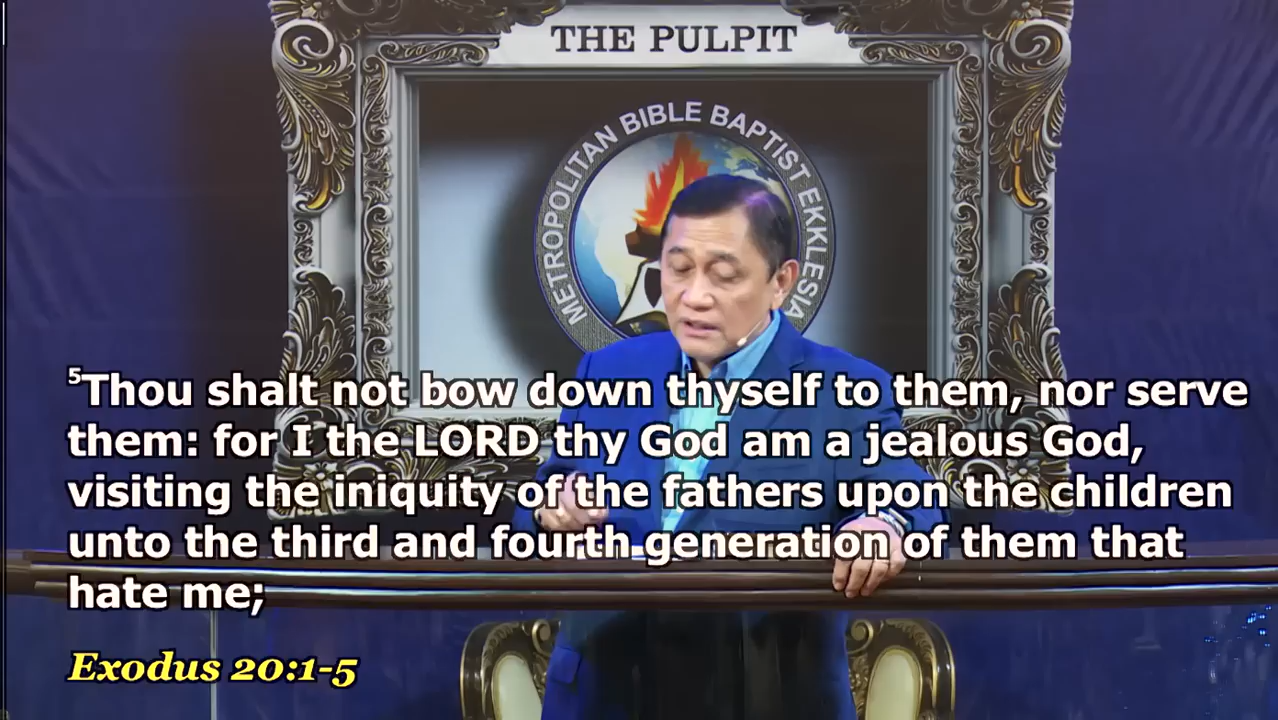 THE PULPIT
METROPOLITAN BIBLE BAPTIST EKKLESIA
⁵Thou shalt not bow down thyself to them, nor serve
them: for I the LORD thy God am a jealous God,
visiting the iniquity of the fathers upon the children
unto the third and fourth generation of them that
hate me;
Exodus 20:1-5